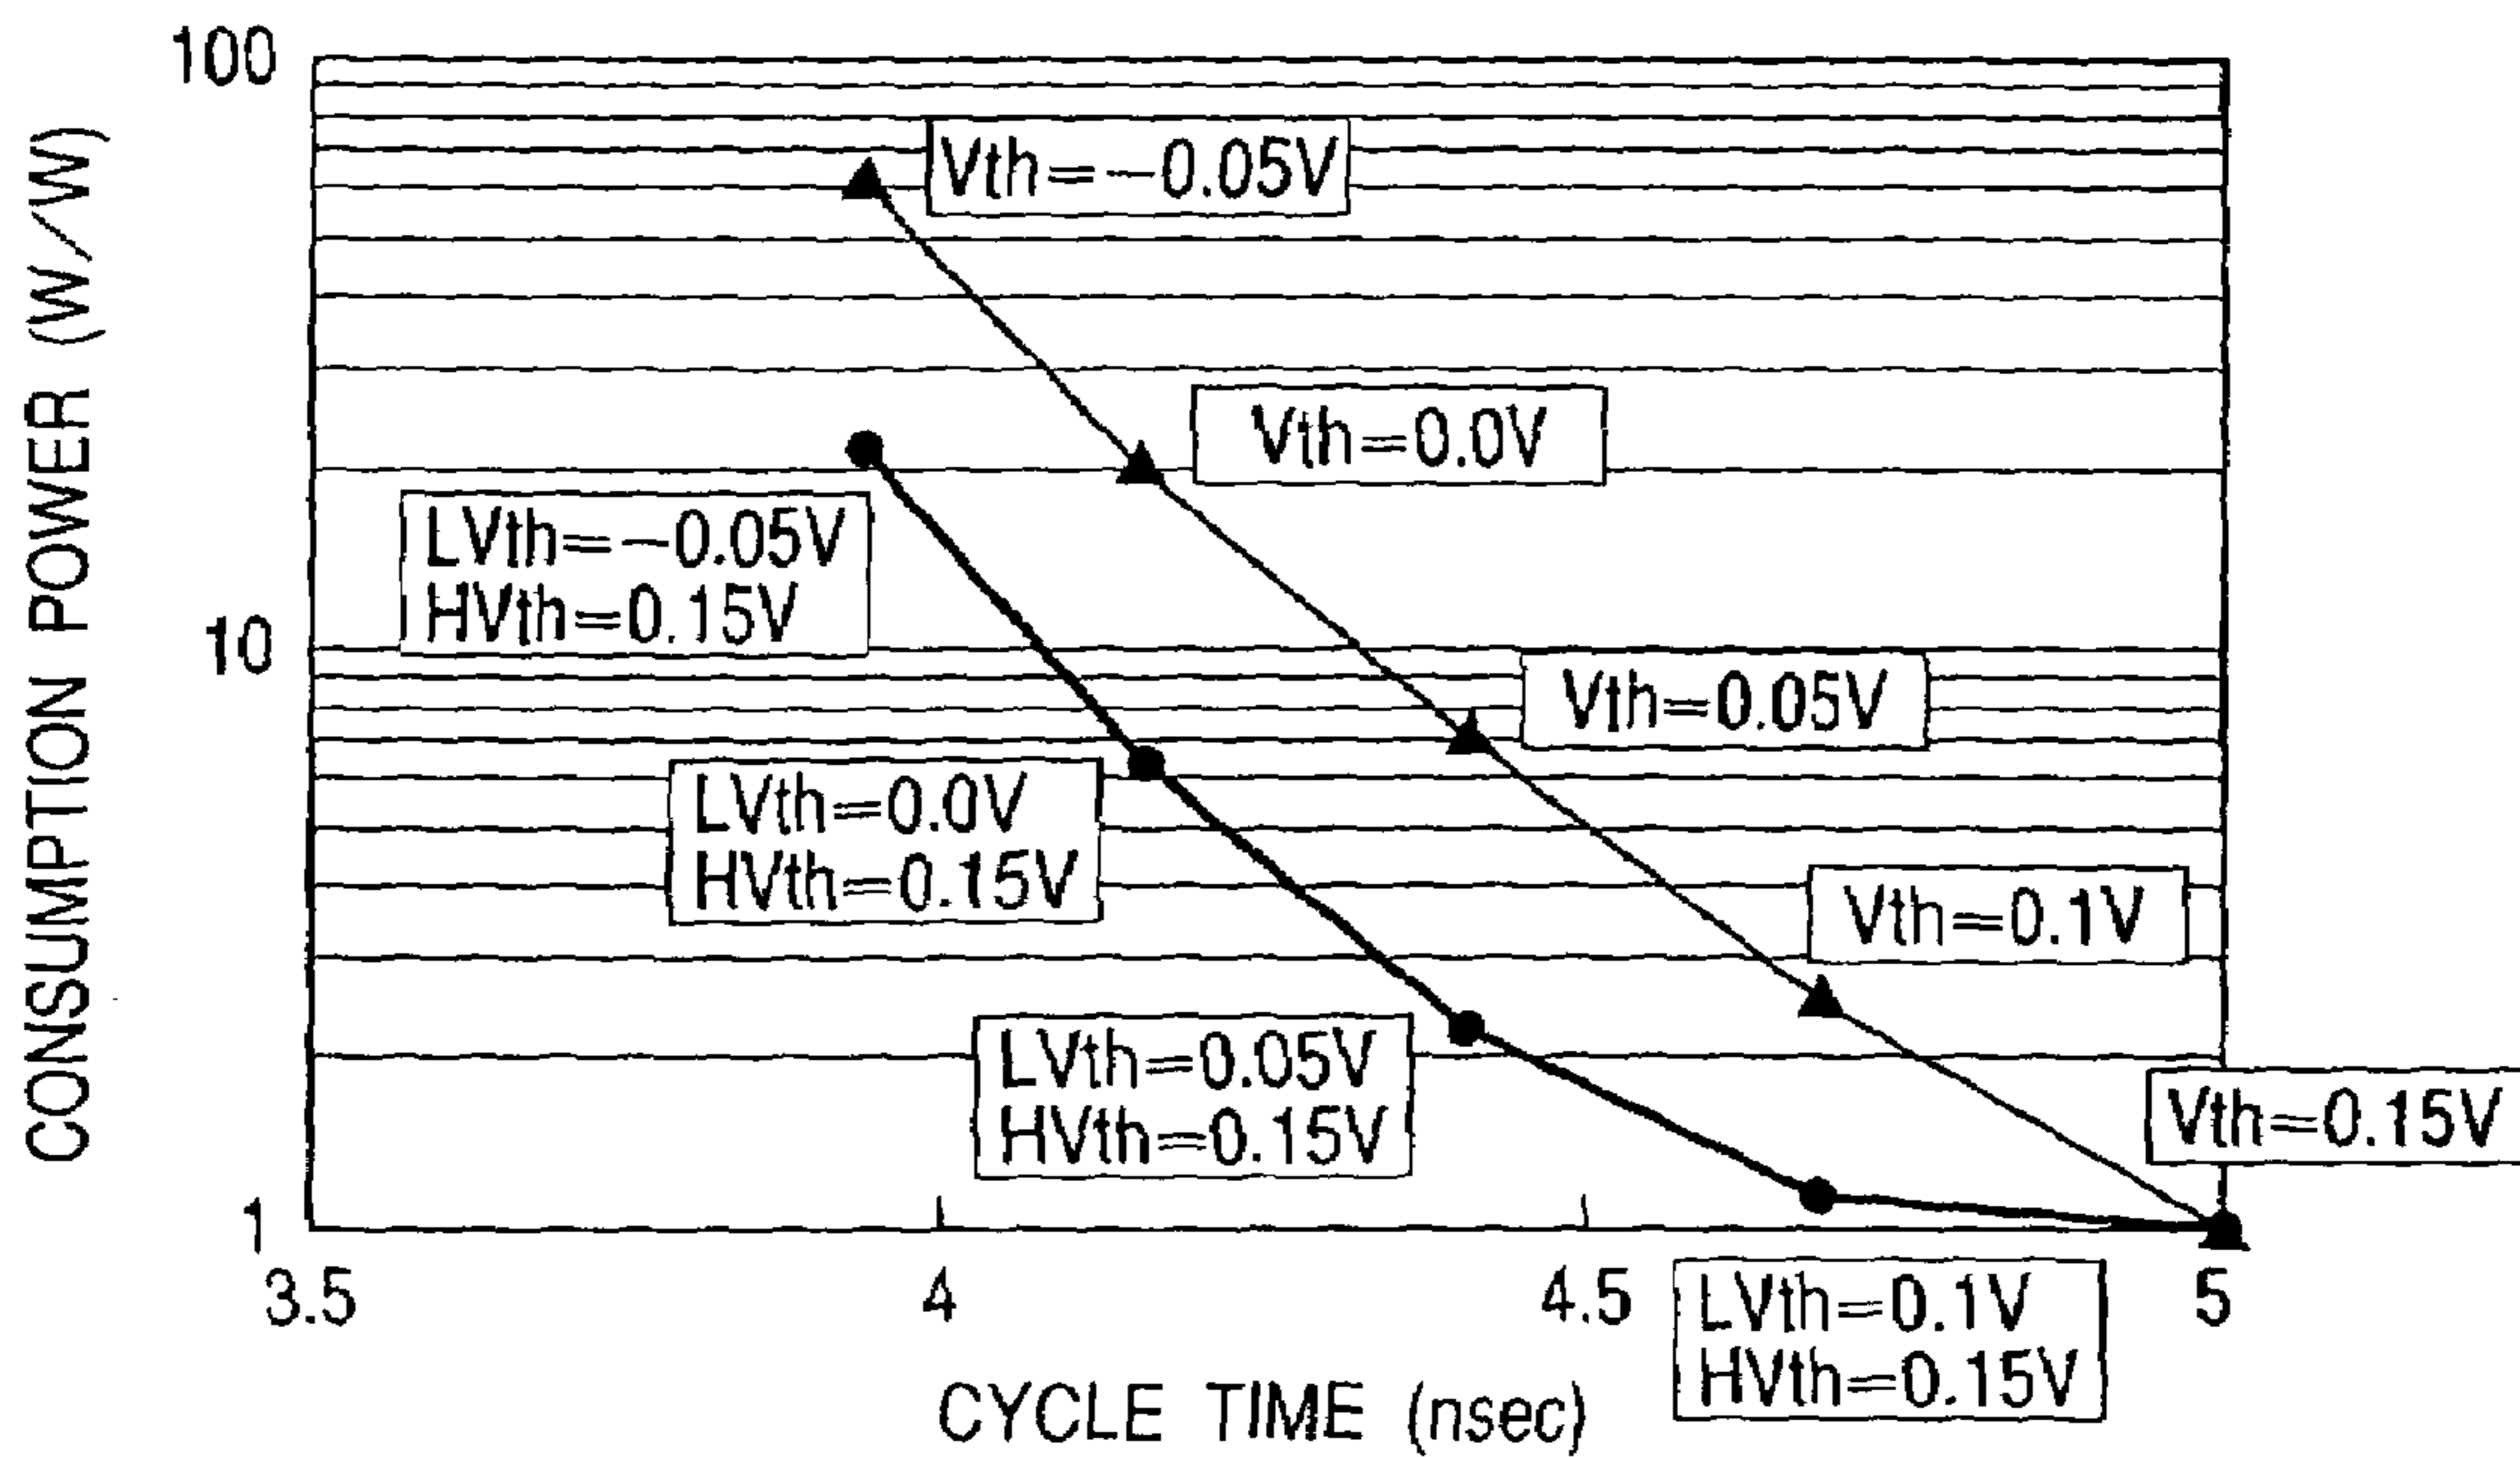 CONSUMPTION POWER (W/W)
100
10
1
Vth=-0.05V
Vth=0.0V
LVth=-0.05V
HVth=0.15V
Vth=0.05V
LVth=0.0V
HVth=0.15V
Vth=0.1V
LVth=0.05V
HVth=0.15V
Vth=0.15V
3.5 4 4.5 5
LVth=0.1V
HVth=0.15V
CYCLE TIME (nsec)